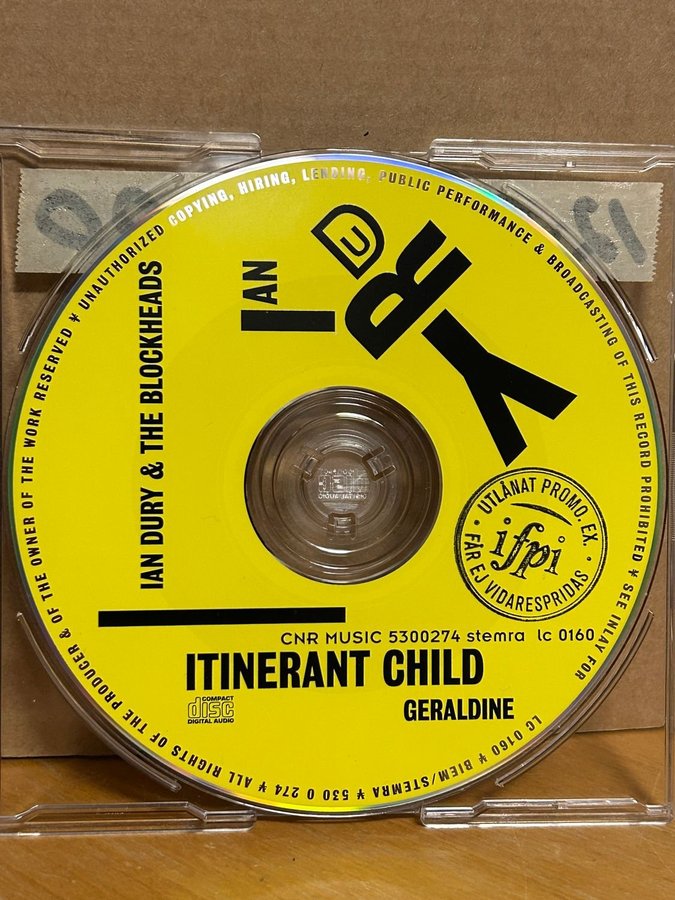 UNAUTHORIZED COPYING, HIRING, LENDING, PUBLIC PERFORMANCE & BROADCASTING OF THIS RECORD PROHIBITED ¥ SEE INLAY FOR
LC 0160 ¥ BIEM/STEMRA ¥ 530 0 274 ¥ ALL RIGHTS OF THE PRODUCER & OF THE OWNER OF THE WORK RESERVED ¥
IAN DURY
IAN DURY & THE BLOCKHEADS
UTLÅNAT PROMO. EX.
ifpi
FÅR EJ VIDARESPRIDAS
CNR MUSIC 5300274 stemra lc 0160
ITINERANT CHILD
GERALDINE
COMPACT
disc
DIGITAL AUDIO